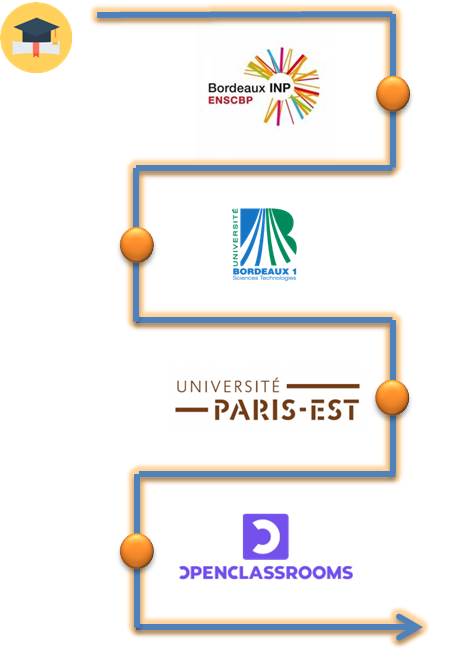 Bordeaux INP
ENSCBP
UNIVERSITÉ
BORDEAUX 1
Sciences Technologies
UNIVERSITÉ
PARIS-EST
OPENCLASSROOMS